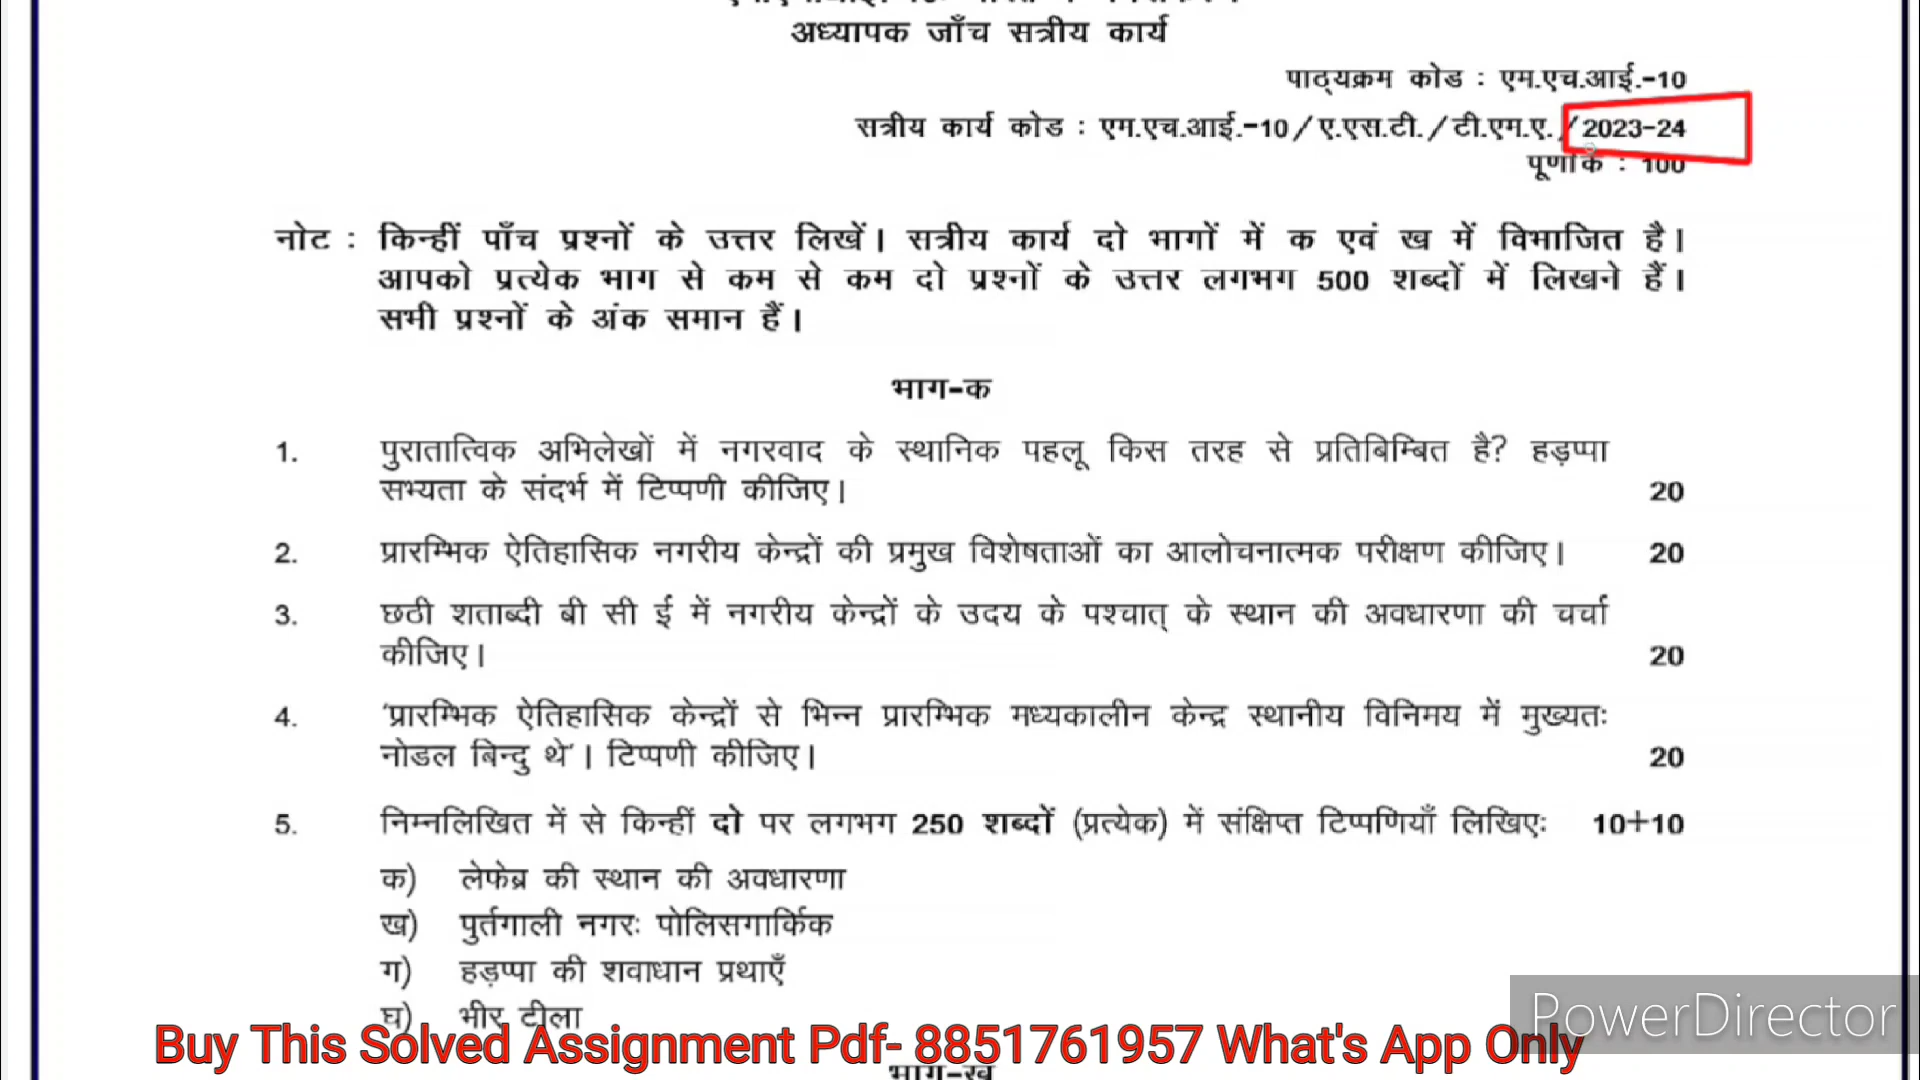 अध्यापक जाँच सत्रीय कार्य
पाठ्यक्रम कोड : एम.एच.आई.-10
सत्रीय कार्य कोड : एम.एच.आई.-10/ए.एस.टी./टी.एम.ए./2023-24
पूर्णांक : 100
नोट : किन्हीं पाँच प्रश्नों के उत्तर लिखें। सत्रीय कार्य दो भागों में क एवं ख में विभाजित है।
आपको प्रत्येक भाग से कम से कम दो प्रश्नों के उत्तर लगभग 500 शब्दों में लिखने हैं।
सभी प्रश्नों के अंक समान हैं।
भाग-क
1. पुरातात्विक अभिलेखों में नगरवाद के स्थानिक पहलू किस तरह से प्रतिबिम्बित है? हड़प्पा
सभ्यता के संदर्भ में टिप्पणी कीजिए। 20
2. प्रारम्भिक ऐतिहासिक नगरीय केन्द्रों की प्रमुख विशेषताओं का आलोचनात्मक परीक्षण कीजिए। 20
3. छठी शताब्दी बी सी ई में नगरीय केन्द्रों के उदय के पश्चात् के स्थान की अवधारणा की चर्चा
कीजिए। 20
4. 'प्रारम्भिक ऐतिहासिक केन्द्रों से भिन्न प्रारम्भिक मध्यकालीन केन्द्र स्थानीय विनिमय में मुख्यतः
नोडल बिन्दु थे'। टिप्पणी कीजिए। 20
5. निम्नलिखित में से किन्हीं दो पर लगभग 250 शब्दों (प्रत्येक) में संक्षिप्त टिप्पणियाँ लिखिएः 10+10
क) लेफेब्र की स्थान की अवधारणा
ख) पुर्तगाली नगरः पोलिसगार्किक
ग) हड़प्पा की शवाधान प्रथाएँ
घ) भीर टीला
PowerDirector
Buy This Solved Assignment Pdf- 8851761957 What's App Only
भाग-ख